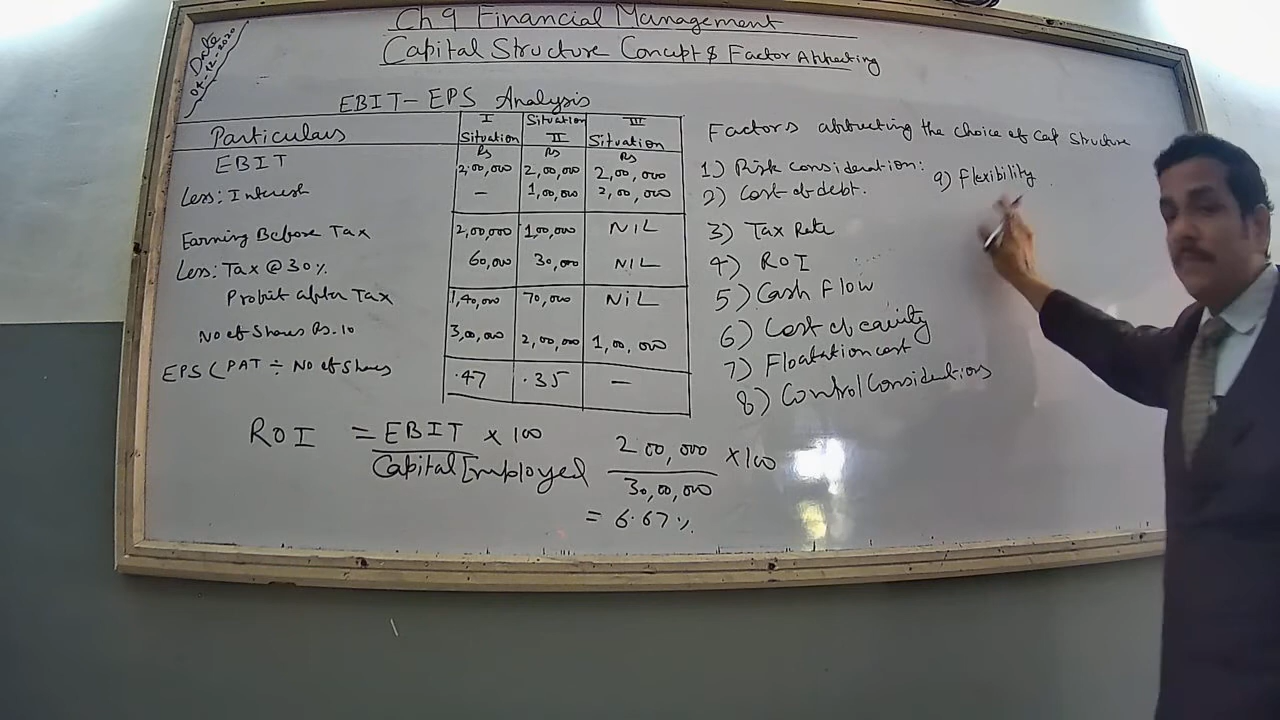 Date
04-12-2020
Ch 9 Financial Management
Capital Structure Concept & Factor Affecting
EBIT-EPS Analysis
Particulars I Situation Situation II III Situation
Rs Rs Rs
EBIT 2,00,000 2,00,000 2,00,000
Less: Interest — 1,00,000 2,00,000
Earning Before Tax 2,00,000 1,00,000 NIL
Less: Tax @ 30% 60,000 30,000 NIL
Profit after Tax 1,40,000 70,000 NIL
No of Shares Rs. 10 3,00,000 2,00,000 1,00,000
EPS (PAT ÷ No of Shares .47 .35 —
ROI = EBIT × 100
Capital Employed
2 00,000 × 100
30,00,000
= 6.67%
Factors affecting the choice of cap Structure
1) Risk consideration:
2) Cost of debt.
3) Tax Rate
4) ROI
5) Cash Flow
6) Cost of equity
7) Floatation cost
8) Control Considerations
9) Flexibility